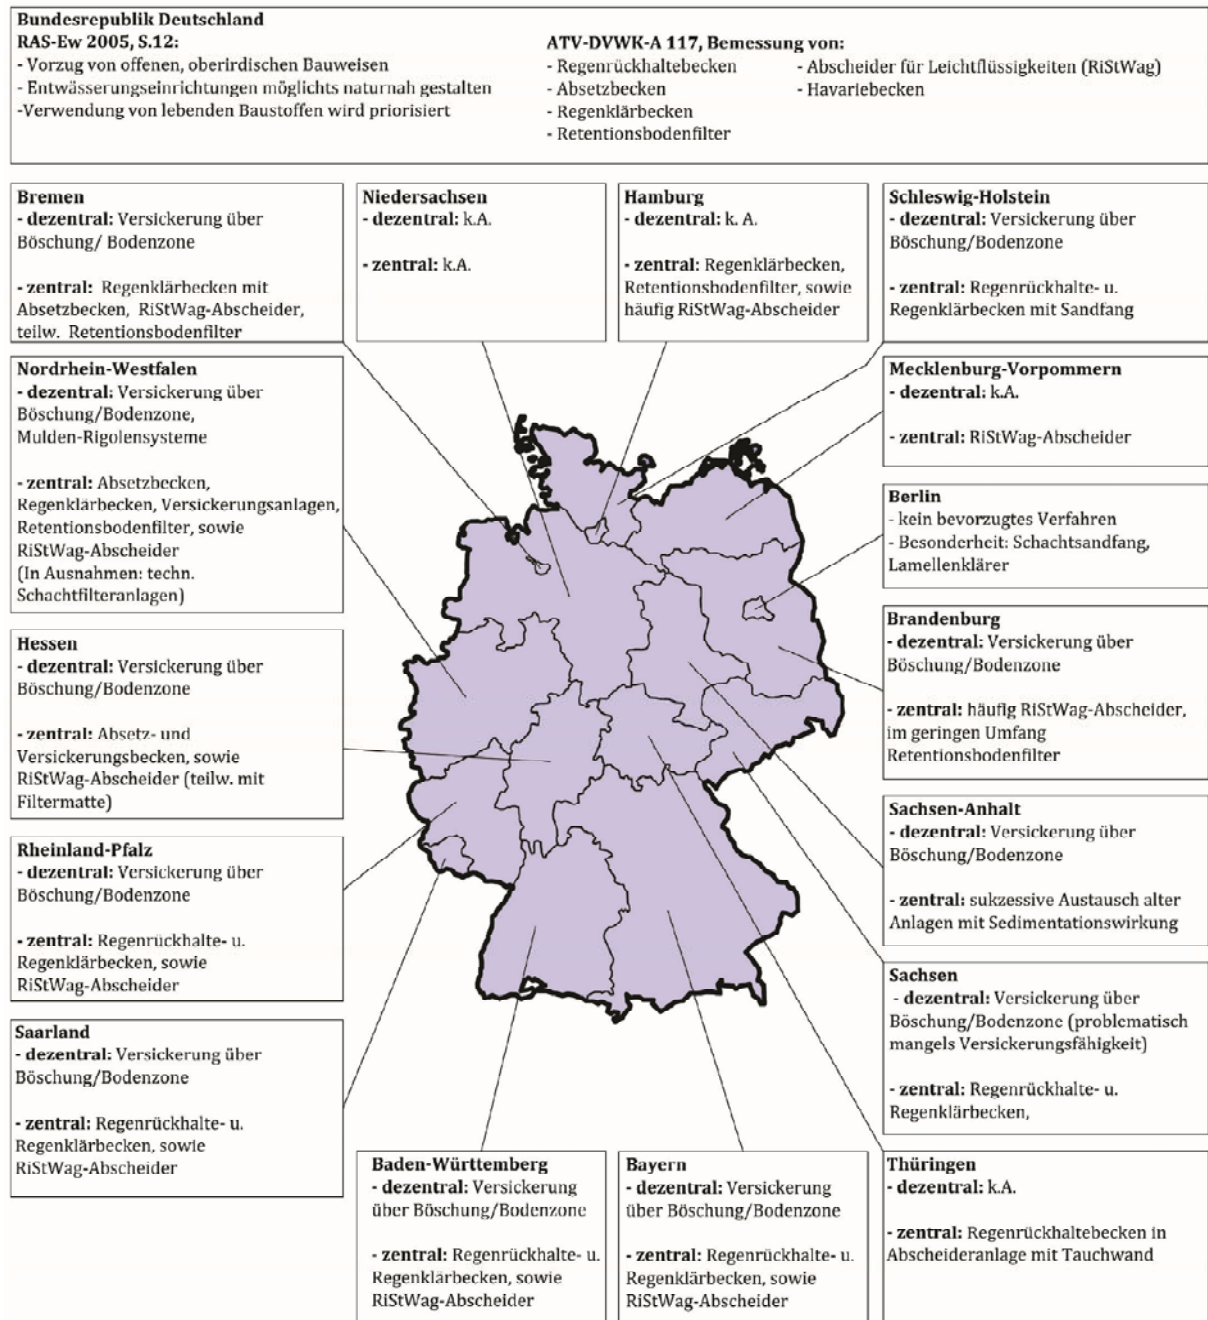 Bundesrepublik Deutschland
RAS-Ew 2005, S.12:
- Vorzug von offenen, oberirdischen Bauweisen
- Entwässerungseinrichtungen möglichts naturnah gestalten
-Verwendung von lebenden Baustoffen wird priorisiert
ATV-DVWK-A 117, Bemessung von:
- Regenrückhaltebecken
- Absetzbecken
- Regenklärbecken
- Retentionsbodenfilter
- Abscheider für Leichtflüssigkeiten (RiStWag)
- Havariebecken
Bremen
- dezentral: Versickerung über
Böschung/ Bodenzone
- zentral: Regenklärbecken mit
Absetzbecken, RiStWag-Abscheider,
teilw. Retentionsbodenfilter
Niedersachsen
- dezentral: k.A.
- zentral: k.A.
Hamburg
- dezentral: k. A.
- zentral: Regenklärbecken,
Retentionsbodenfilter, sowie
häufig RiStWag-Abscheider
Schleswig-Holstein
- dezentral: Versickerung über
Böschung/Bodenzone
- zentral: Regenrückhalte- u.
Regenklärbecken mit Sandfang
Nordrhein-Westfalen
- dezentral: Versickerung über
Böschung/Bodenzone,
Mulden-Rigolensysteme
- zentral: Absetzbecken,
Regenklärbecken, Versickerungsanlagen,
Retentionsbodenfilter, sowie
RiStWag-Abscheider
(In Ausnahmen: techn.
Schachtfilteranlagen)
Mecklenburg-Vorpommern
- dezentral: k.A.
- zentral: RiStWag-Abscheider
Berlin
- kein bevorzugtes Verfahren
- Besonderheit: Schachtsandfang,
Lamellenklärer
Hessen
- dezentral: Versickerung über
Böschung/Bodenzone
- zentral: Absetz- und
Versickerungsbecken, sowie
RiStWag-Abscheider (teilw. mit
Filtermatte)
Brandenburg
- dezentral: Versickerung über
Böschung/Bodenzone
- zentral: häufig RiStWag-Abscheider,
im geringen Umfang
Retentionsbodenfilter
Rheinland-Pfalz
- dezentral: Versickerung über
Böschung/Bodenzone
- zentral: Regenrückhalte- u.
Regenklärbecken, sowie
RiStWag-Abscheider
Sachsen-Anhalt
- dezentral: Versickerung über
Böschung/Bodenzone
- zentral: sukzessive Austausch alter
Anlagen mit Sedimentationswirkung
Saarland
- dezentral: Versickerung über
Böschung/Bodenzone
- zentral: Regenrückhalte- u.
Regenklärbecken, sowie
RiStWag-Abscheider
Sachsen
- dezentral: Versickerung über
Böschung/Bodenzone (problematisch
mangels Versickerungsfähigkeit)
- zentral: Regenrückhalte- u.
Regenklärbecken,
Baden-Württemberg
- dezentral: Versickerung
über Böschung/Bodenzone
- zentral: Regenrückhalte- u.
Regenklärbecken, sowie
RiStWag-Abscheider
Bayern
- dezentral: Versickerung
über Böschung/Bodenzone
- zentral: Regenrückhalte- u.
Regenklärbecken, sowie
RiStWag-Abscheider
Thüringen
- dezentral: k.A.
- zentral: Regenrückhaltebecken in
Abscheideranlage mit Tauchwand